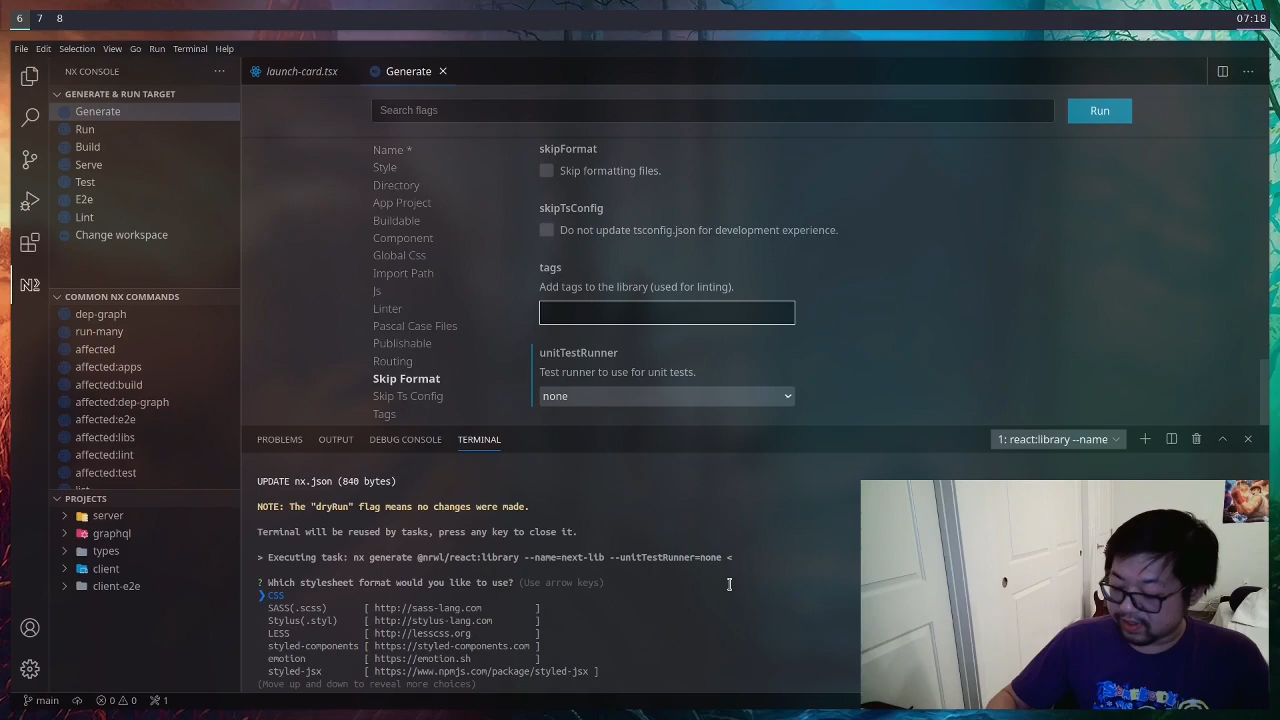 6 7 8 07:18
File Edit Selection View Go Run Terminal Help
NX CONSOLE ...
launch-card.tsx Generate
GENERATE & RUN TARGET
Generate
Run
Build
Serve
Test
E2e
Lint
Change workspace
COMMON NX COMMANDS
dep-graph
run-many
affected
affected:apps
affected:build
affected:dep-graph
affected:e2e
affected:libs
affected:lint
affected:test
list
PROJECTS
server
graphql
types
client
client-e2e
Search flags Run
Name *
Style
Directory
App Project
Buildable
Component
Global Css
Import Path
Js
Linter
Pascal Case Files
Publishable
Routing
Skip Format
Skip Ts Config
Tags
skipFormat
Skip formatting files.
skipTsConfig
Do not update tsconfig.json for development experience.
tags
Add tags to the library (used for linting).
unitTestRunner
Test runner to use for unit tests.
none
PROBLEMS OUTPUT DEBUG CONSOLE TERMINAL 1: react:library --name
UPDATE nx.json (840 bytes)
NOTE: The "dryRun" flag means no changes were made.
Terminal will be reused by tasks, press any key to close it.
> Executing task: nx generate @nrwl/react:library --name=next-lib --unitTestRunner=none <
? Which stylesheet format would you like to use? (Use arrow keys)
❯ CSS
SASS(.scss) [ http://sass-lang.com ]
Stylus(.styl) [ http://stylus-lang.com ]
LESS [ http://lesscss.org ]
styled-components [ https://styled-components.com ]
emotion [ https://emotion.sh ]
styled-jsx [ https://www.npmjs.com/package/styled-jsx ]
(Move up and down to reveal more choices)
main 0 0 1